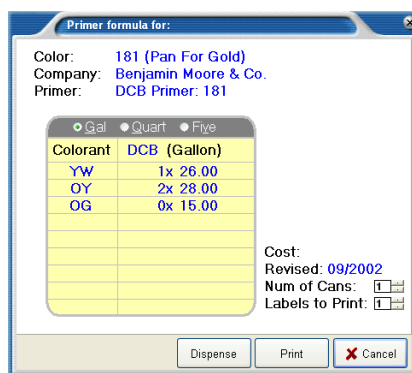 Primer formula for:
Color: 181 (Pan For Gold)
Company: Benjamin Moore & Co.
Primer: DCB Primer: 181
Gal Quart Five
Colorant DCB (Gallon)
YW 1x 26.00
OY 2x 28.00
OG 0x 15.00
Cost:
Revised: 09/2002
Num of Cans: 1
Labels to Print: 1
Dispense Print Cancel